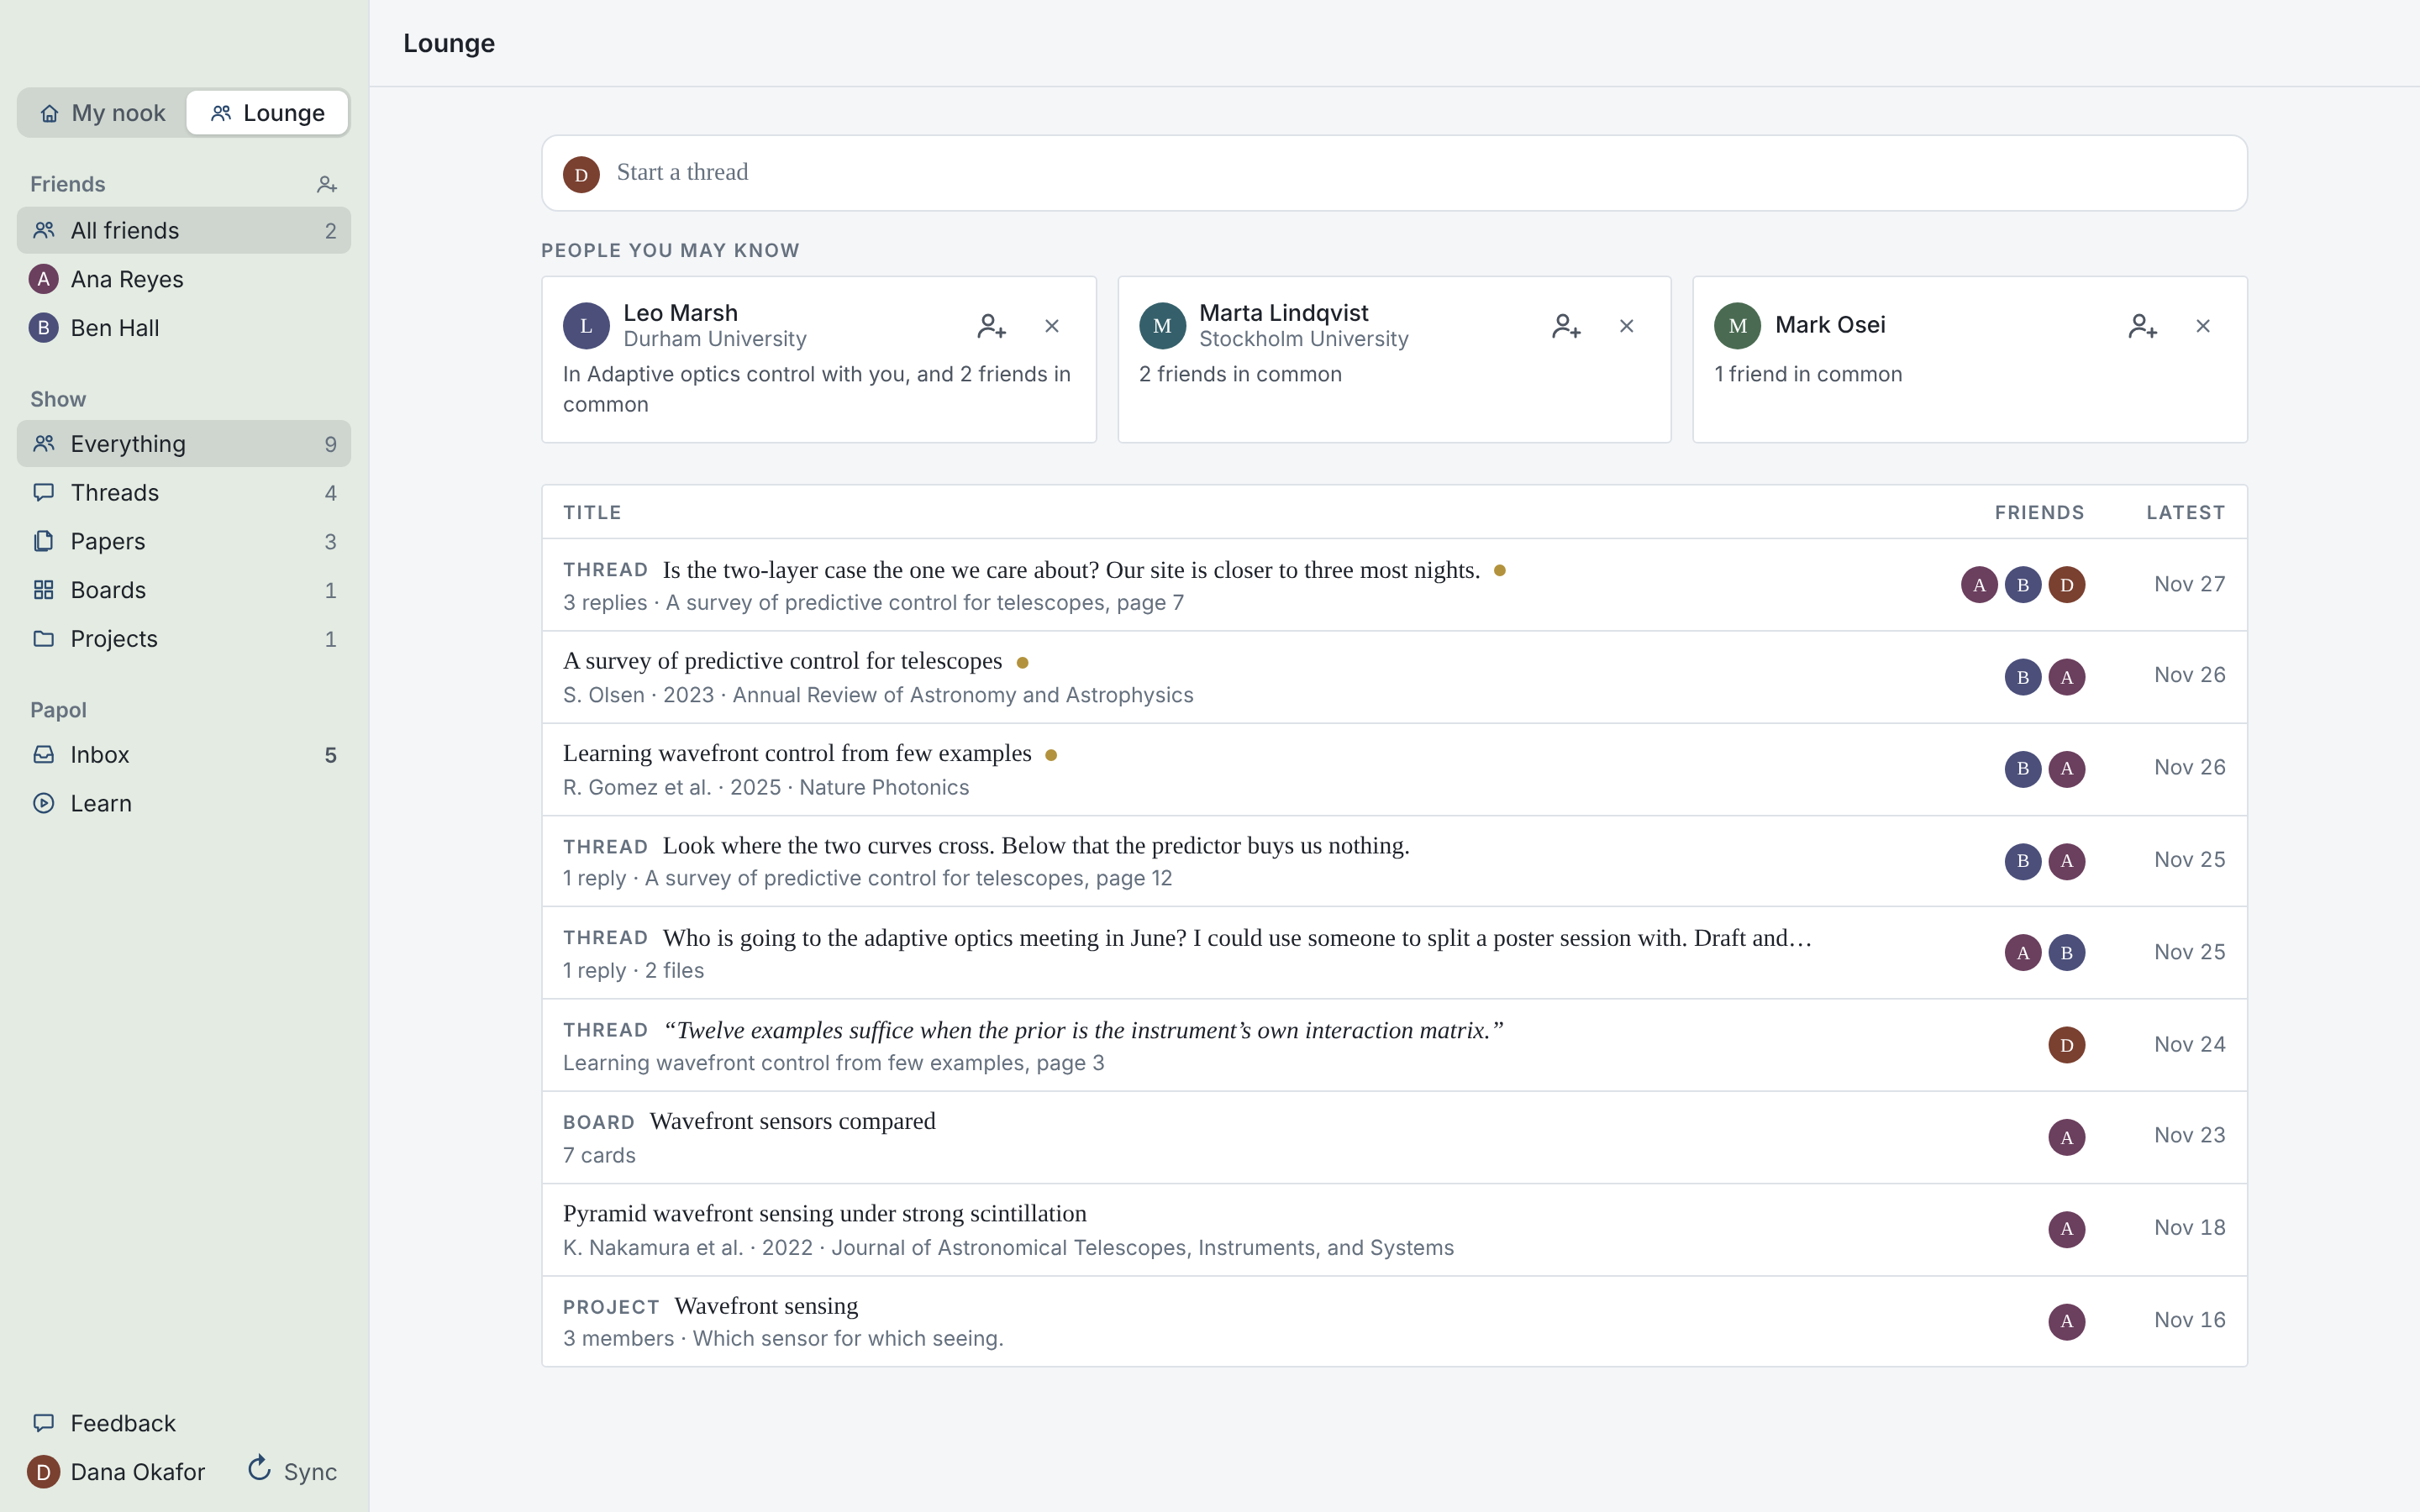 Lounge
My nook
Lounge
Friends
All friends 2
A Ana Reyes
B Ben Hall
Show
Everything 9
Threads 4
Papers 3
Boards 1
Projects 1
Papol
Inbox 5
Learn
Feedback
D Dana Okafor Sync
D Start a thread
PEOPLE YOU MAY KNOW
L Leo Marsh
Durham University
In Adaptive optics control with you, and 2 friends in
common
M Marta Lindqvist
Stockholm University
2 friends in common
M Mark Osei
1 friend in common
TITLE FRIENDS LATEST
THREAD Is the two-layer case the one we care about? Our site is closer to three most nights. A B D Nov 27
3 replies · A survey of predictive control for telescopes, page 7
A survey of predictive control for telescopes B A Nov 26
S. Olsen · 2023 · Annual Review of Astronomy and Astrophysics
Learning wavefront control from few examples B A Nov 26
R. Gomez et al. · 2025 · Nature Photonics
THREAD Look where the two curves cross. Below that the predictor buys us nothing. B A Nov 25
1 reply · A survey of predictive control for telescopes, page 12
THREAD Who is going to the adaptive optics meeting in June? I could use someone to split a poster session with. Draft and… A B Nov 25
1 reply · 2 files
THREAD “Twelve examples suffice when the prior is the instrument’s own interaction matrix.” D Nov 24
Learning wavefront control from few examples, page 3
BOARD Wavefront sensors compared A Nov 23
7 cards
Pyramid wavefront sensing under strong scintillation A Nov 18
K. Nakamura et al. · 2022 · Journal of Astronomical Telescopes, Instruments, and Systems
PROJECT Wavefront sensing A Nov 16
3 members · Which sensor for which seeing.